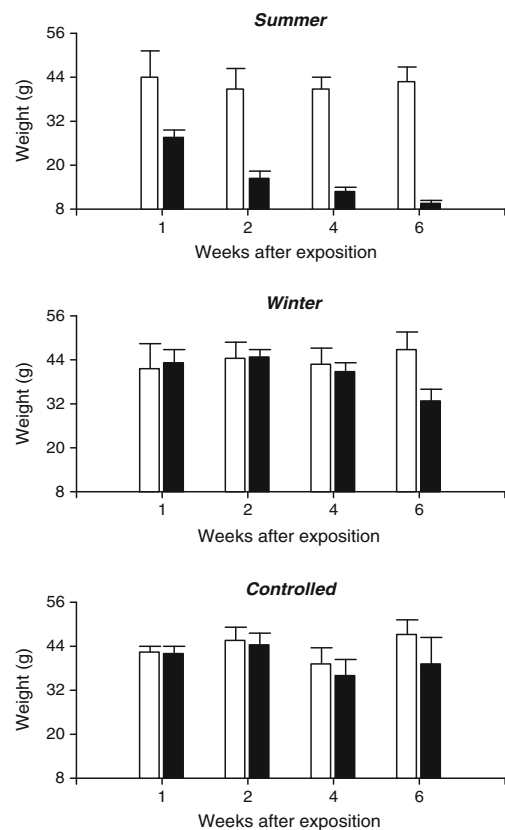 Summer
Weight (g)
56
44
32
20
8
1 2 4 6
Weeks after exposition
Winter
Weight (g)
56
44
32
20
8
1 2 4 6
Weeks after exposition
Controlled
Weight (g)
56
44
32
20
8
1 2 4 6
Weeks after exposition